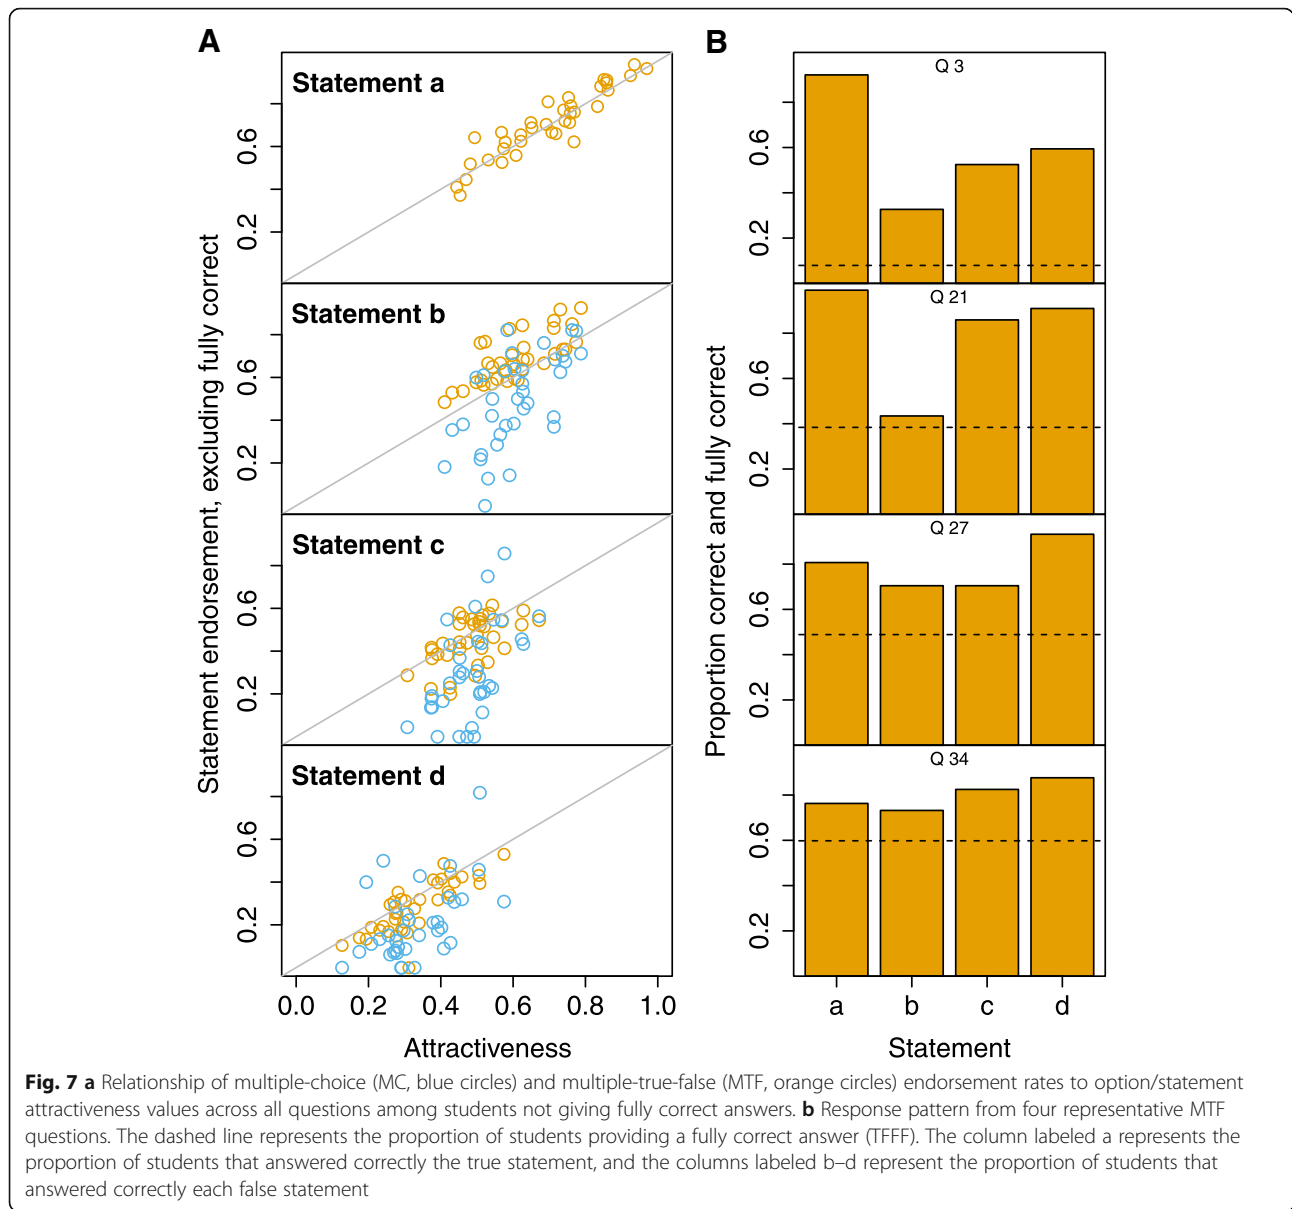 A
B
Statement a
Statement b
Statement c
Statement d
Statement endorsement, excluding fully correct
0.6
0.2
0.6
0.2
0.6
0.2
0.6
0.2
0.0 0.2 0.4 0.6 0.8 1.0
Attractiveness
Proportion correct and fully correct
Q 3
0.6
0.2
Q 21
0.6
0.2
Q 27
0.6
0.2
Q 34
0.6
0.2
a b c d
Statement
Fig. 7 a Relationship of multiple-choice (MC, blue circles) and multiple-true-false (MTF, orange circles) endorsement rates to option/statement
attractiveness values across all questions among students not giving fully correct answers. b Response pattern from four representative MTF
questions. The dashed line represents the proportion of students providing a fully correct answer (TFFF). The column labeled a represents the
proportion of students that answered correctly the true statement, and the columns labeled b–d represent the proportion of students that
answered correctly each false statement